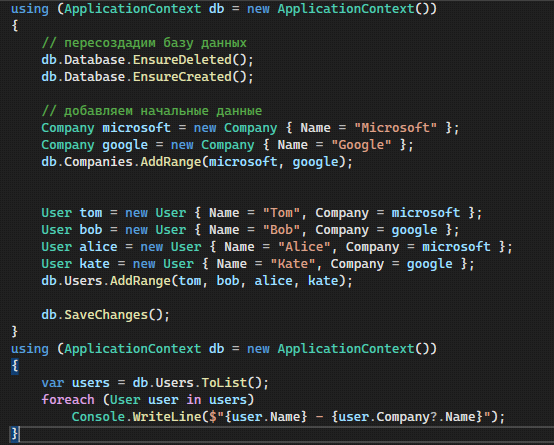 using (ApplicationContext db = new ApplicationContext())
{
    // пересоздадим базу данных
    db.Database.EnsureDeleted();
    db.Database.EnsureCreated();

    // добавляем начальные данные
    Company microsoft = new Company { Name = "Microsoft" };
    Company google = new Company { Name = "Google" };
    db.Companies.AddRange(microsoft, google);


    User tom = new User { Name = "Tom", Company = microsoft };
    User bob = new User { Name = "Bob", Company = google };
    User alice = new User { Name = "Alice", Company = microsoft };
    User kate = new User { Name = "Kate", Company = google };
    db.Users.AddRange(tom, bob, alice, kate);

    db.SaveChanges();
}
using (ApplicationContext db = new ApplicationContext())
{
    var users = db.Users.ToList();
    foreach (User user in users)
        Console.WriteLine($"{user.Name} - {user.Company?.Name}");
}